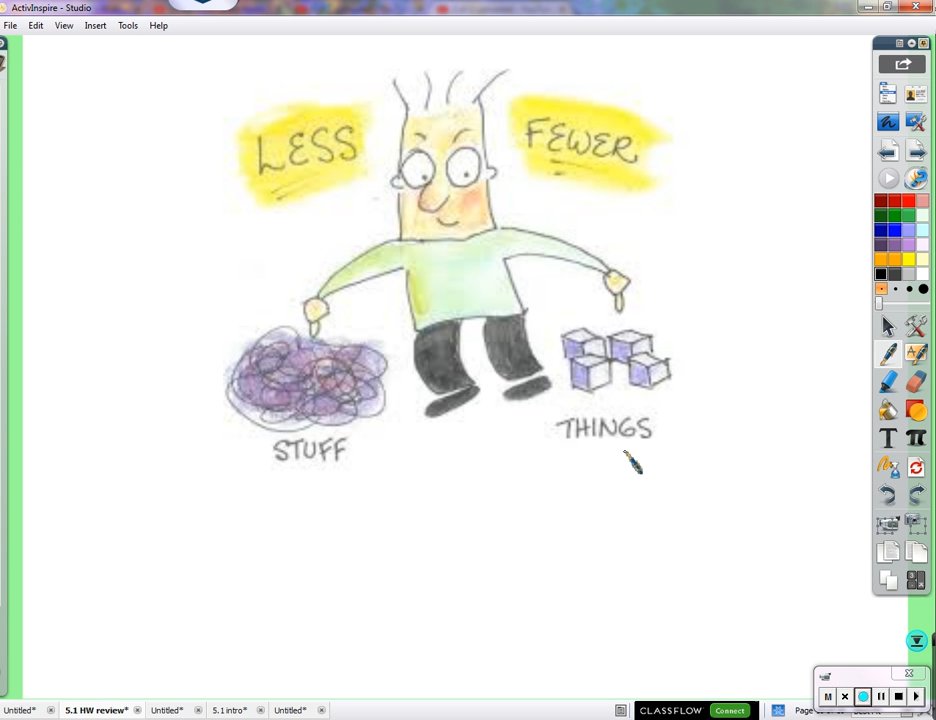 ActivInspire - Studio
File Edit View Insert Tools Help
LESS
FEWER
STUFF
THINGS
T π
M
Untitled* 5.1 HW review* Untitled* 5.1 intro* Untitled*
CLASSFLOW Connect
Page